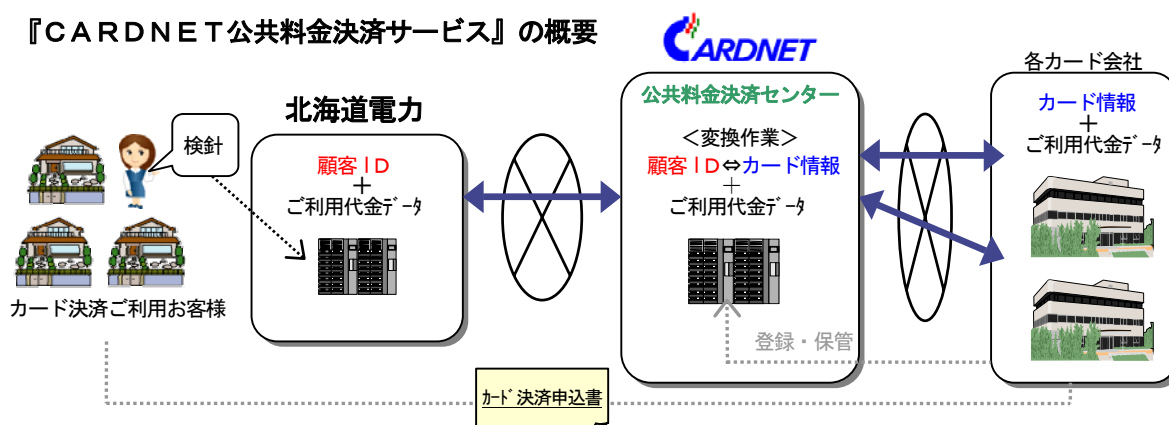 『ＣＡＲＤＮＥＴ公共料金決済サービス』の概要
CARDNET
各カード会社
北海道電力
公共料金決済センター
カード情報
＋
ご利用代金ﾃﾞｰﾀ
検針
＜変換作業＞
顧客ＩＤ
＋
ご利用代金ﾃﾞｰﾀ
顧客ＩＤ⇔カード情報
＋
ご利用代金ﾃﾞｰﾀ
カード決済ご利用お客様
登録・保管
ｶｰﾄﾞ決済申込書